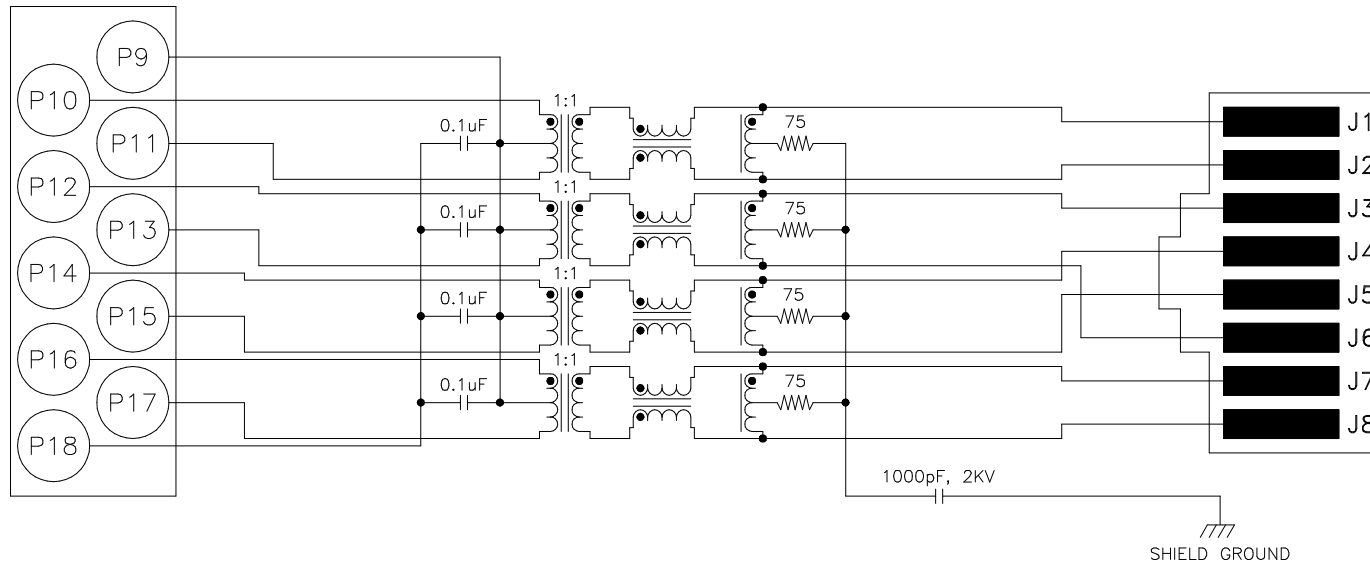 P9
P10
P11
P12
P13
P14
P15
P16
P17
P18
0.1uF
0.1uF
0.1uF
0.1uF
1:1
1:1
1:1
1:1
75
75
75
75
1000pF, 2KV
SHIELD GROUND
J1
J2
J3
J4
J5
J6
J7
J8